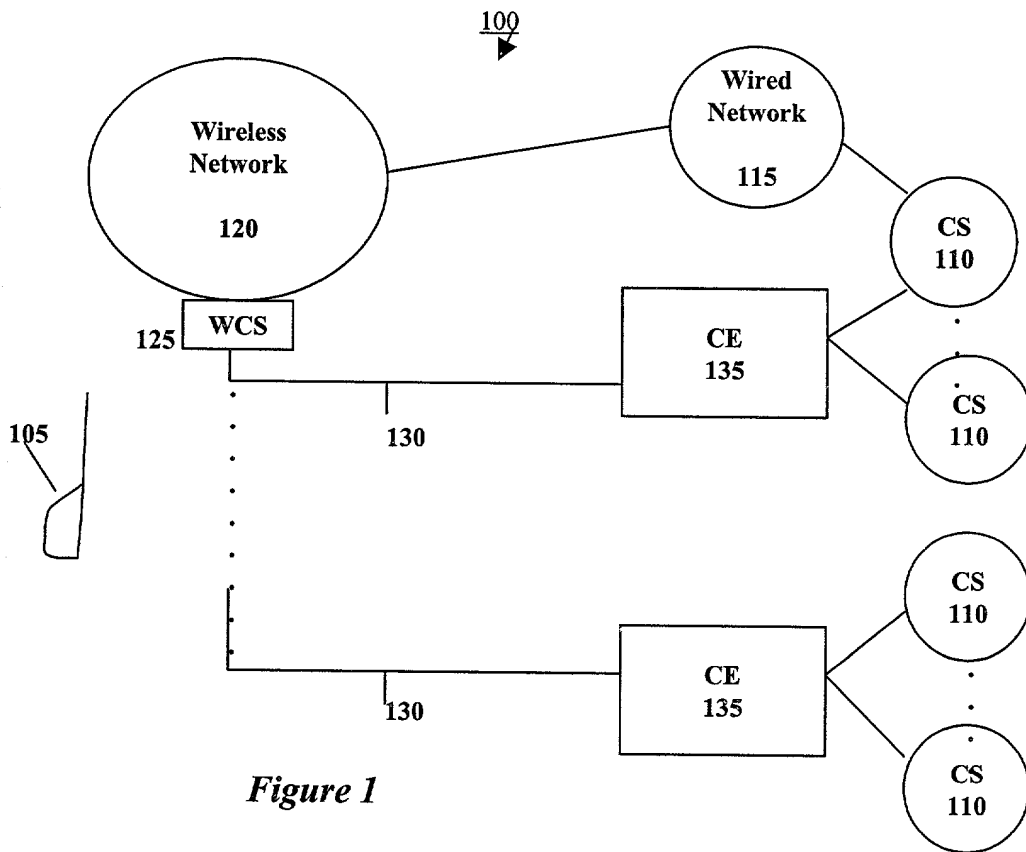 100
Wireless
Network
120
Wired
Network
115
CS
110
WCS
125
CE
135
CS
110
130
105
CS
110
CE
135
130
CS
110
Figure 1